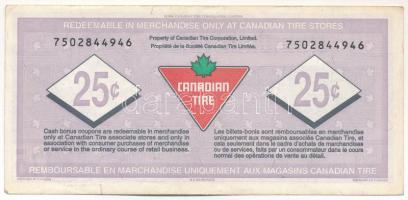 REDEEMABLE IN MERCHANDISE ONLY AT CANADIAN TIRE STORES
Property of Canadian Tire Corporation, Limited.
Propriété de la Société Canadian Tire Limitée.
7502844946
7502844946
25¢
CANADIAN
TIRE
25¢
Cash bonus coupons are redeemable in merchandise
only at Canadian Tire associate stores and only in
association with consumer purchases of merchandise
or service in the ordinary course of retail business.
Les billets-bonis sont remboursables en marchandise
uniquement aux magasins associés Canadian Tire, et
cela seulement dans le cadre d'achats de marchandises
ou de services, faits par un consommateur dans le cours
normal des opérations de vente au détail.
REMBOURSABLE EN MARCHANDISE UNIQUEMENT AUX MAGASINS CANADIAN TIRE